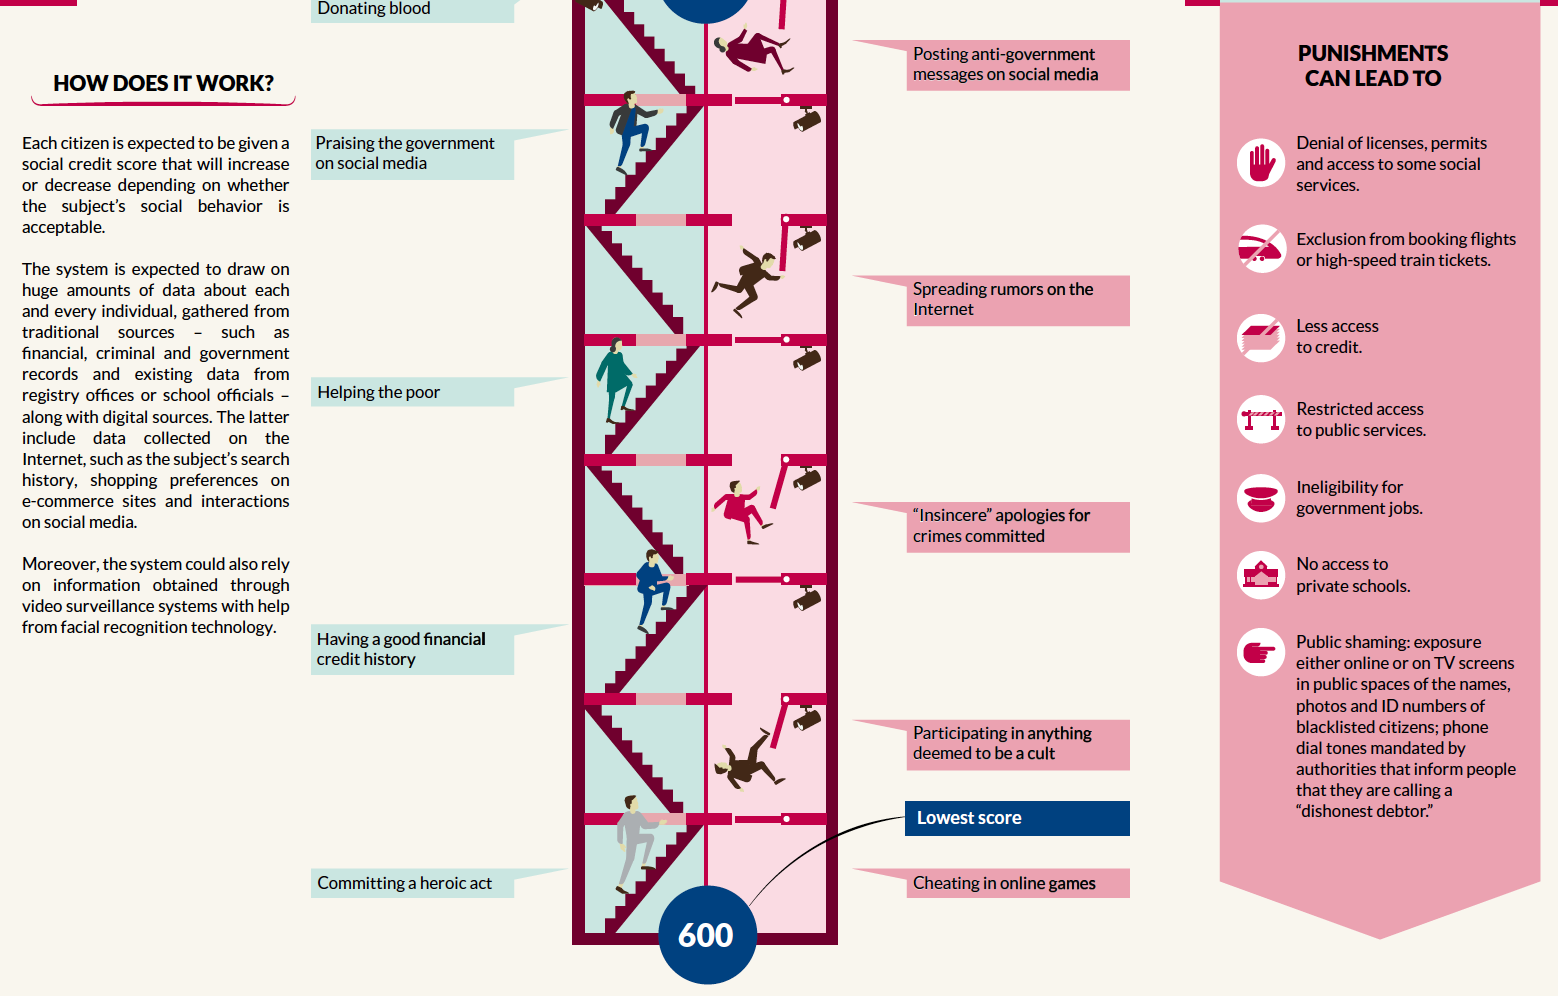 Donating blood
HOW DOES IT WORK?
Each citizen is expected to be given a
social credit score that will increase
or decrease depending on whether
the subject's social behavior is
acceptable.
The system is expected to draw on
huge amounts of data about each
and every individual, gathered from
traditional sources – such as
financial, criminal and government
records and existing data from
registry offices or school officials –
along with digital sources. The latter
include data collected on the
Internet, such as the subject's search
history, shopping preferences on
e-commerce sites and interactions
on social media.
Moreover, the system could also rely
on information obtained through
video surveillance systems with help
from facial recognition technology.
Praising the government
on social media
Helping the poor
Having a good financial
credit history
Committing a heroic act
600
Posting anti-government
messages on social media
Spreading rumors on the
Internet
“Insincere” apologies for
crimes committed
Participating in anything
deemed to be a cult
Lowest score
Cheating in online games
PUNISHMENTS
CAN LEAD TO
Denial of licenses, permits
and access to some social
services.
Exclusion from booking flights
or high-speed train tickets.
Less access
to credit.
Restricted access
to public services.
Ineligibility for
government jobs.
No access to
private schools.
Public shaming: exposure
either online or on TV screens
in public spaces of the names,
photos and ID numbers of
blacklisted citizens; phone
dial tones mandated by
authorities that inform people
that they are calling a
“dishonest debtor.”